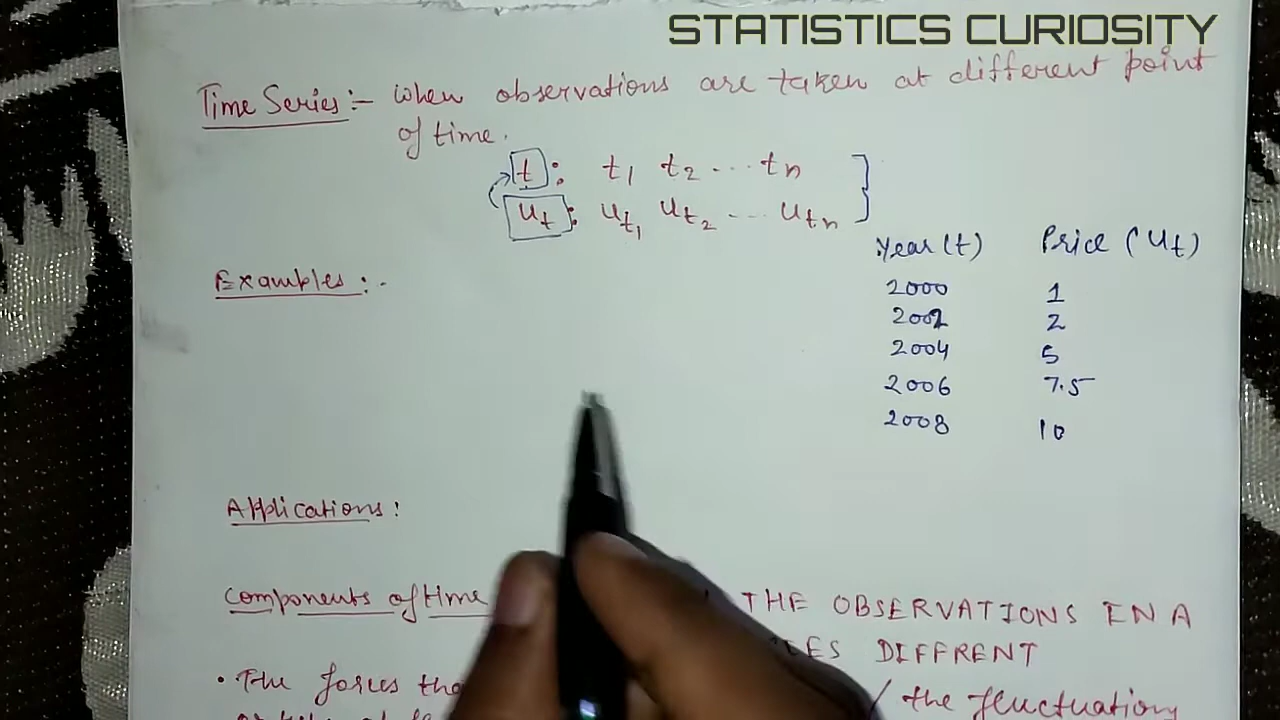 STATISTICS CURIOSITY
Time Series:- When observations are taken at different point
of time.
t : t1 t2 ... tn
Ut : Ut1 Ut2 ... Utn
Year (t) Price (Ut)
Examples:-
2000 1
2002 2
2004 5
2006 7.5
2008 10
Applications:
Components of time THE OBSERVATIONS IN A
DIFFRENT
• The forces the fluctuation